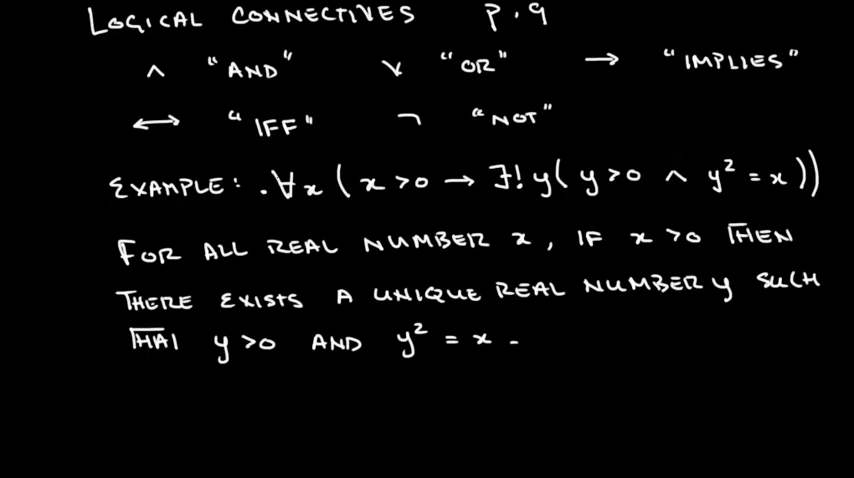 LOGICAL CONNECTIVES P.9
∧ "AND" ∨ "OR" → "IMPLIES"
↔ "IFF" ¬ "NOT"
EXAMPLE: . ∀x ( x > 0 → ∃! y ( y > 0 ∧ y² = x ))
FOR ALL REAL NUMBER x, IF x > 0 THEN
THERE EXISTS A UNIQUE REAL NUMBER y SUCH
THAT y > 0 AND y² = x .